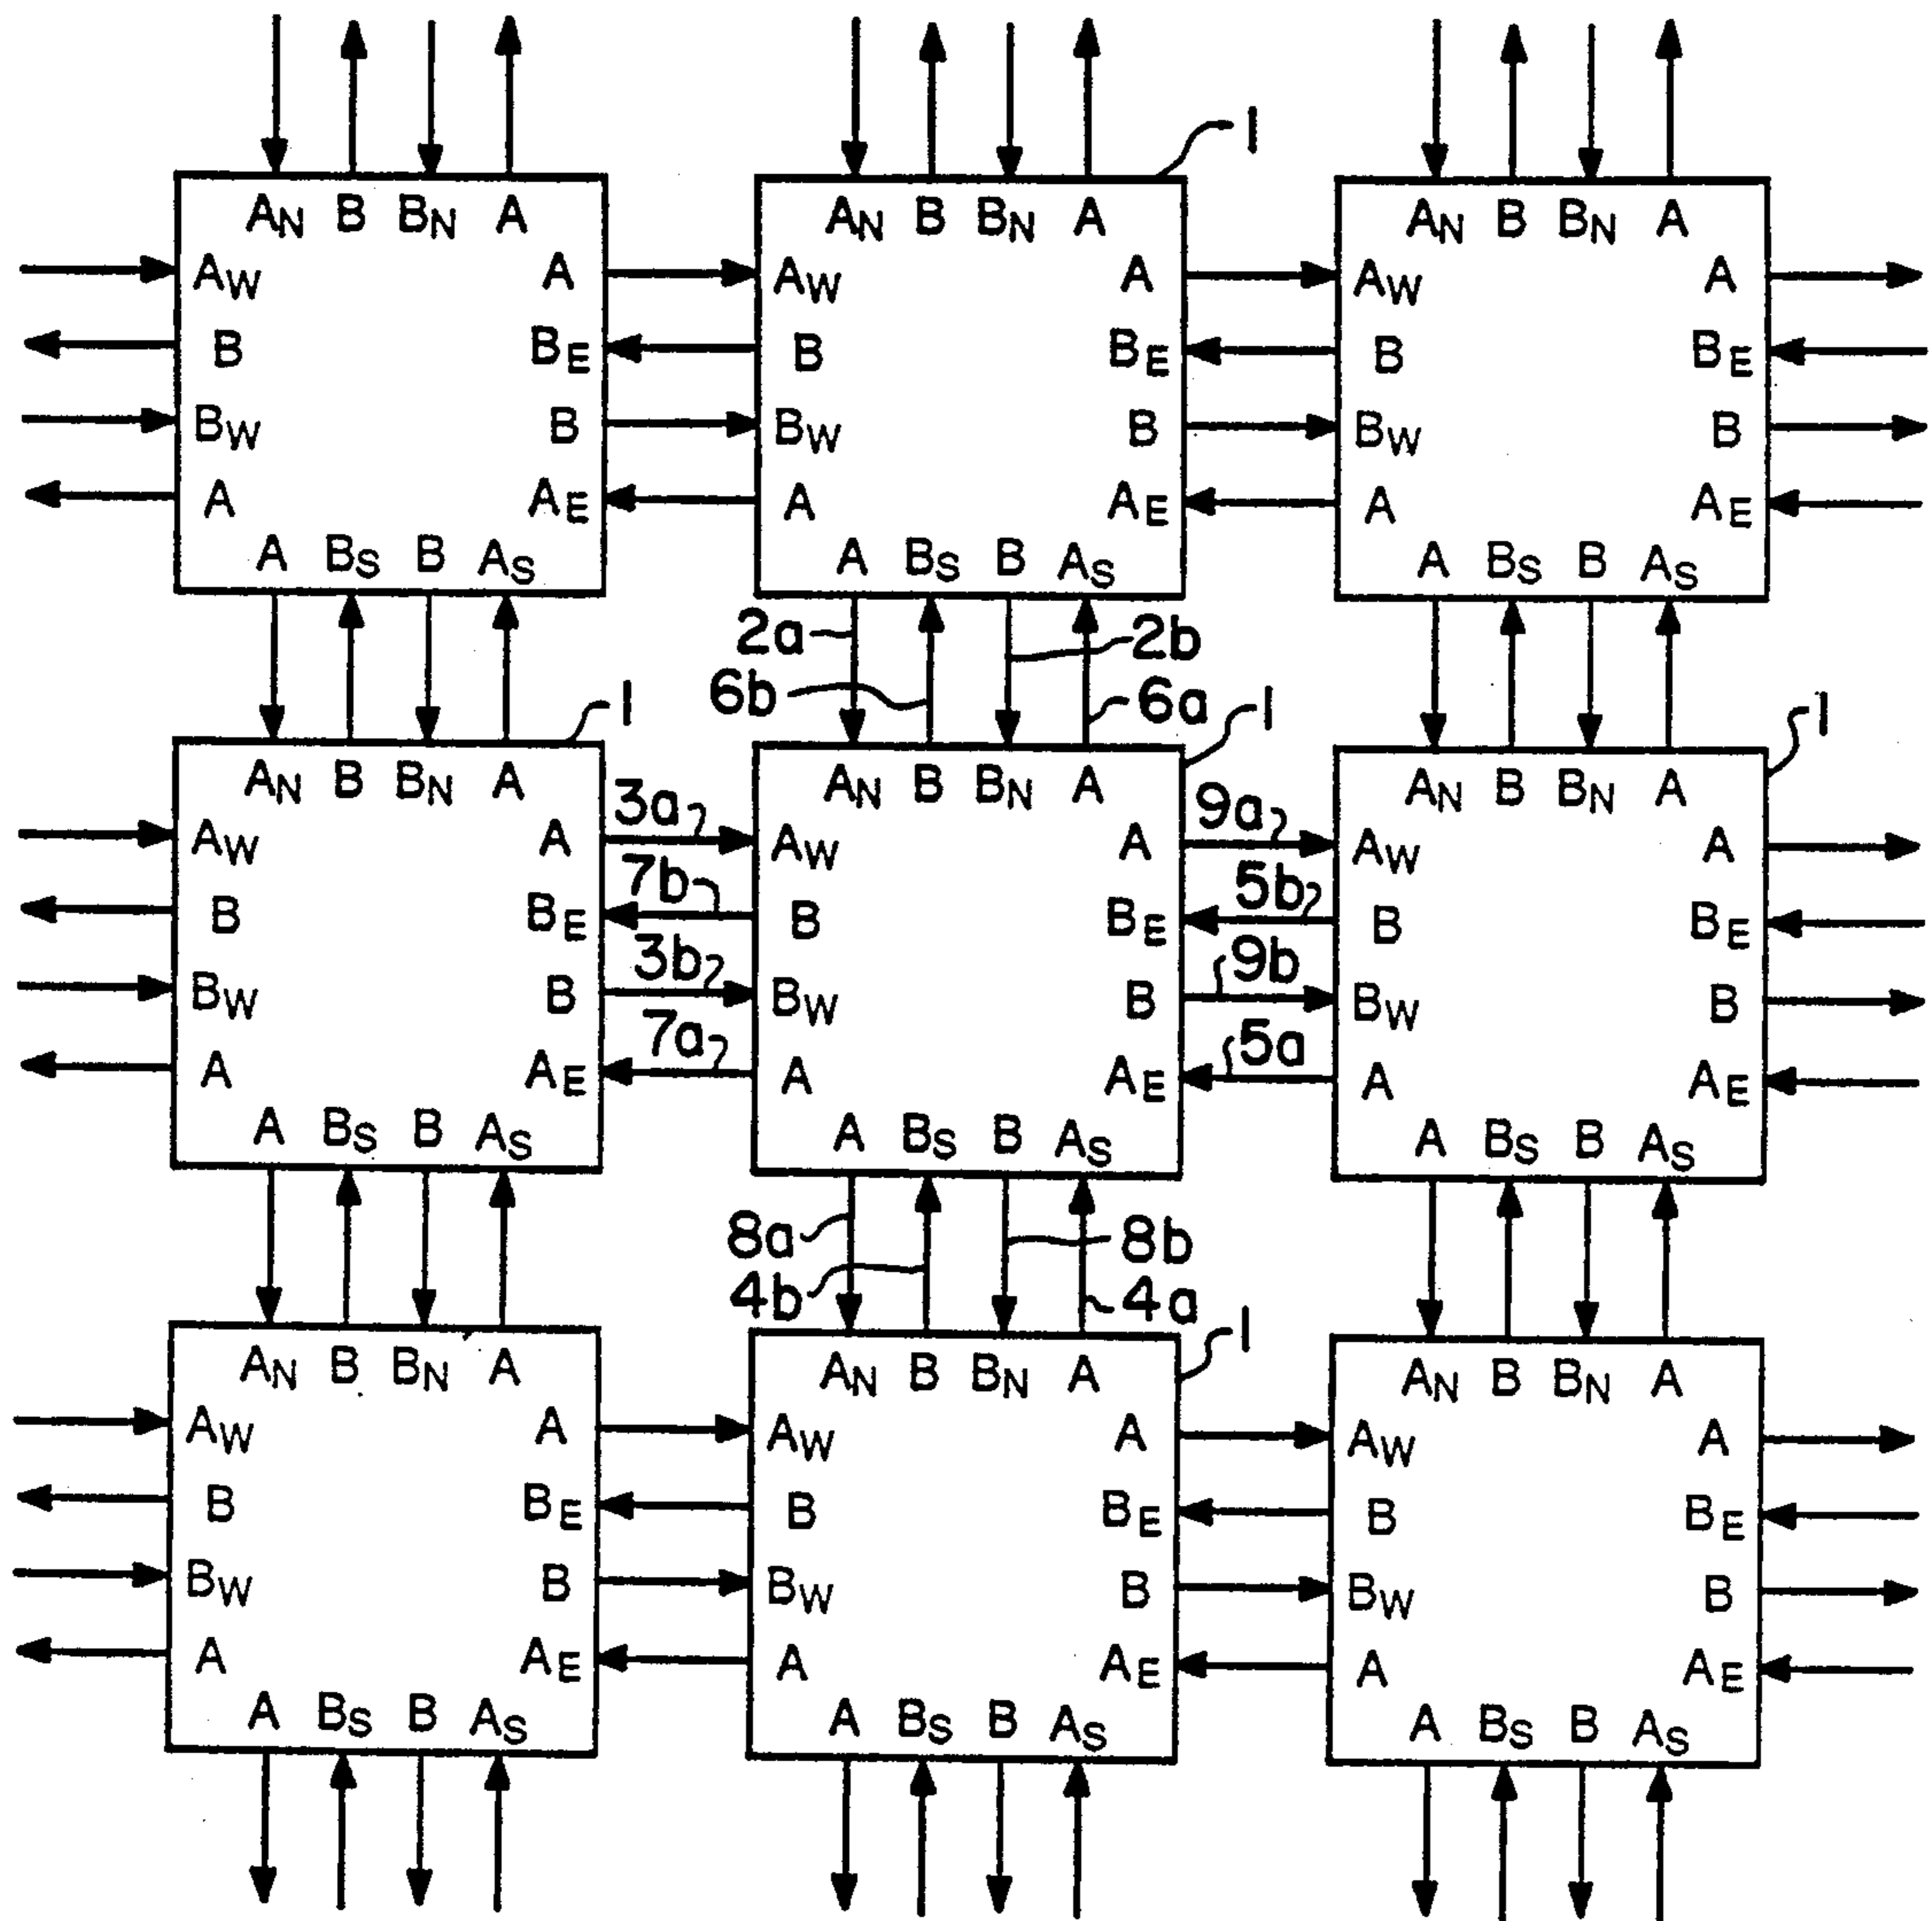 1
AN B BN A AN B BN A AN B BN A
AW A AW A AW A
B BE B BE B BE
BW B BW B BW B
A AE A AE A AE
A BS B AS A BS B AS A BS B AS
2a 2b
6b 6a
1 1 1
AN B BN A AN B BN A AN B BN A
3a 9a
AW A AW A AW A
7b 5b
B BE B BE B BE
3b 9b
BW B BW B BW B
7a 5a
A AE A AE A AE
A BS B AS A BS B AS A BS B AS
8a 8b
4b 4a
1
AN B BN A AN B BN A AN B BN A
AW A AW A AW A
B BE B BE B BE
BW B BW B BW B
A AE A AE A AE
A BS B AS A BS B AS A BS B AS